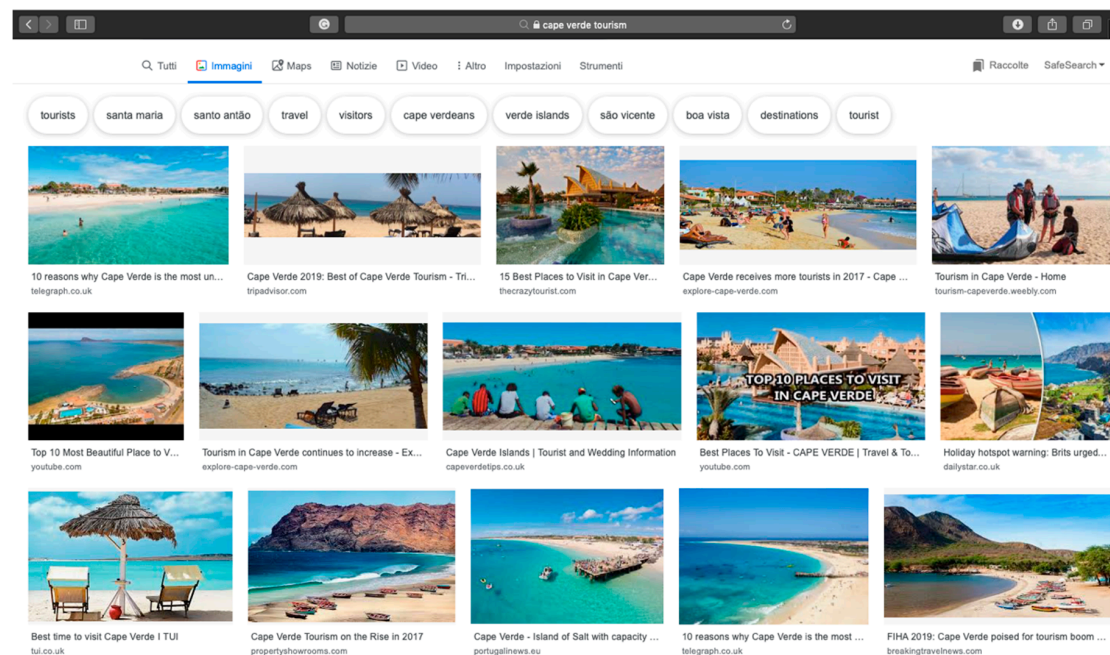 cape verde tourism
Tutti Immagini Maps Notizie Video Altro Impostazioni Strumenti Raccolte SafeSearch
tourists santa maria santo antão travel visitors cape verdeans verde islands são vicente boa vista destinations tourist
10 reasons why Cape Verde is the most un... Cape Verde 2019: Best of Cape Verde Tourism - Tri... 15 Best Places to Visit in Cape Ver... Cape Verde receives more tourists in 2017 - Cape ... Tourism in Cape Verde - Home
telegraph.co.uk tripadvisor.com thecrazytourist.com explore-cape-verde.com tourism-capeverde.weebly.com
TOP 10 PLACES TO VISIT
IN CAPE VERDE!
Top 10 Most Beautiful Place to V... Tourism in Cape Verde continues to increase - Ex... Cape Verde Islands | Tourist and Wedding Information Best Places To Visit - CAPE VERDE | Travel & To... Holiday hotspot warning: Brits urged...
youtube.com explore-cape-verde.com capeverdetips.co.uk youtube.com dailystar.co.uk
Best time to visit Cape Verde I TUI Cape Verde Tourism on the Rise in 2017 Cape Verde - Island of Salt with capacity ... 10 reasons why Cape Verde is the most ... FIHA 2019: Cape Verde poised for tourism boom ...
tui.co.uk propertyshowrooms.com portugalinews.eu telegraph.co.uk breakingtravelnews.com